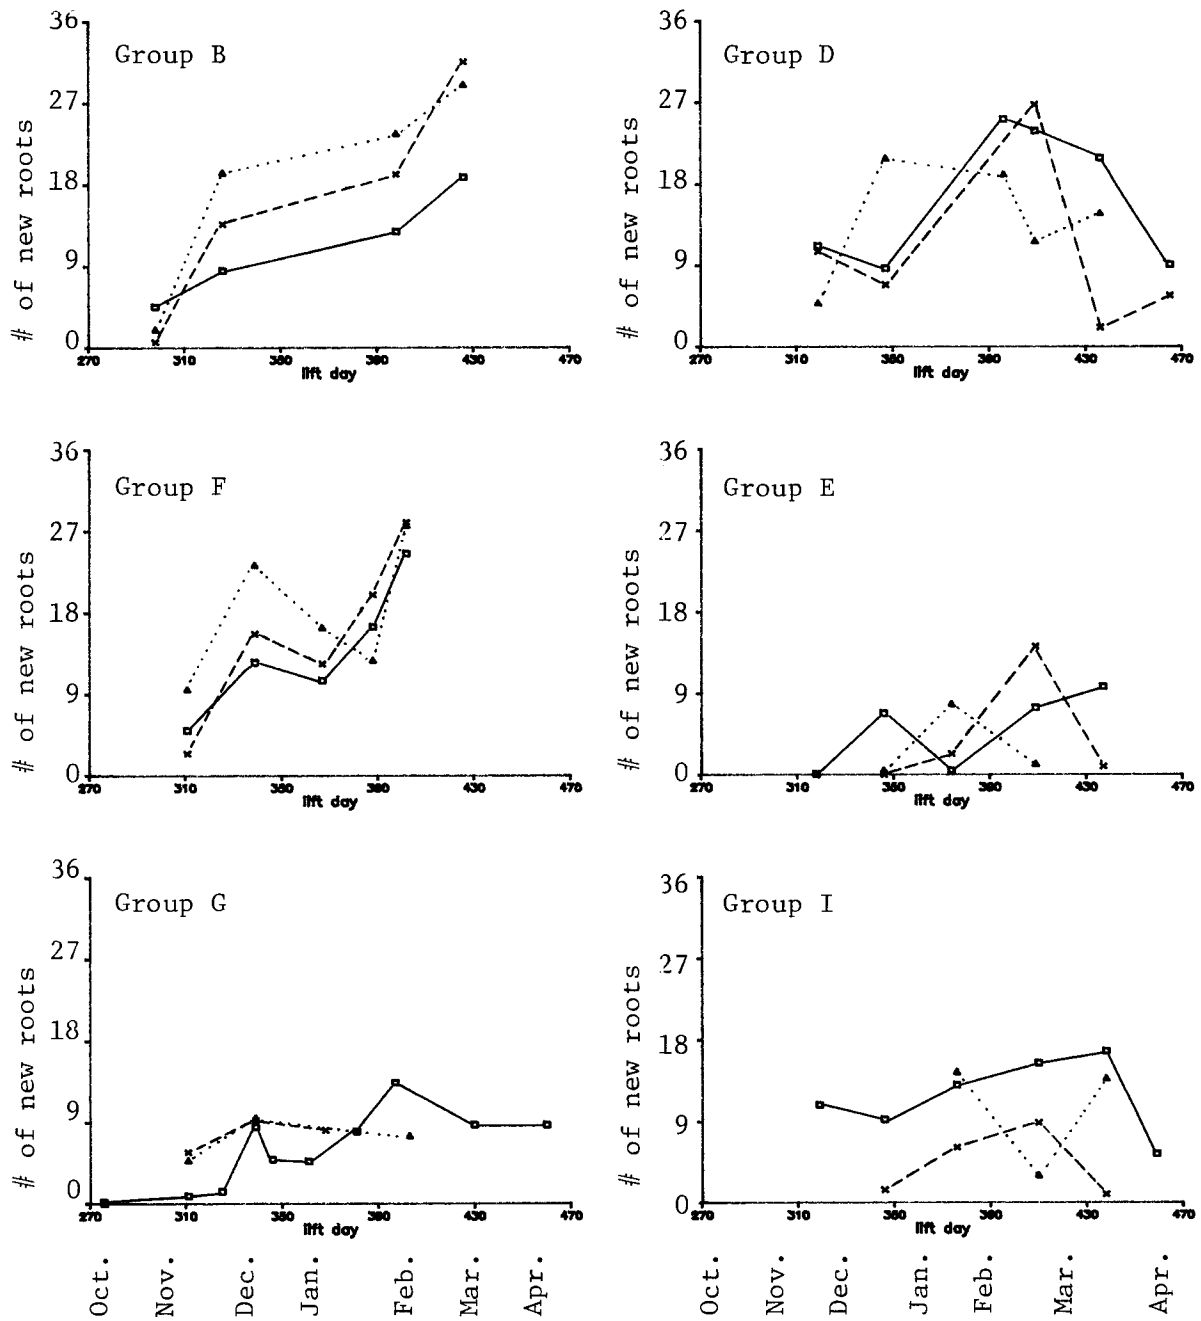 36
Group B
27
18
9
0
# of new roots
270 310 350 390 430 470
lift day
36
Group D
27
18
9
0
# of new roots
270 310 350 390 430 470
lift day
36
Group F
27
18
9
0
# of new roots
270 310 350 390 430 470
lift day
36
Group E
27
18
9
0
# of new roots
270 310 350 390 430 470
lift day
36
Group G
27
18
9
0
# of new roots
270 310 350 390 430 470
lift day
Oct. Nov. Dec. Jan. Feb. Mar. Apr.
36
Group I
27
18
9
0
# of new roots
270 310 350 390 430 470
lift day
Oct. Nov. Dec. Jan. Feb. Mar. Apr.